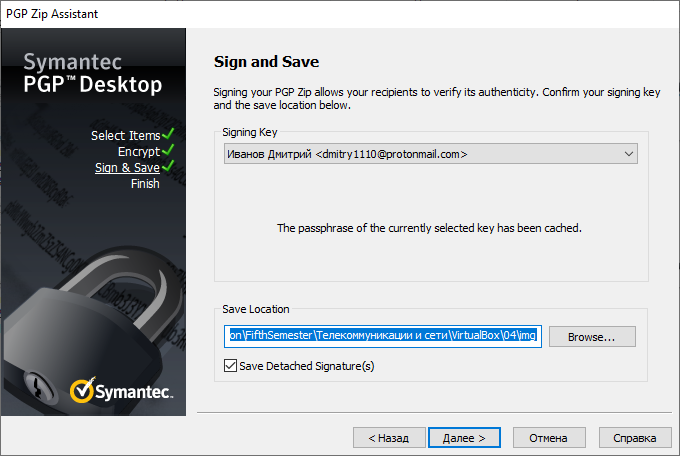 PGP Zip Assistant
Symantec
PGP™ Desktop
Select Items
Encrypt
Sign & Save
Finish
Symantec.
Sign and Save
Signing your PGP Zip allows your recipients to verify its authenticity. Confirm your signing key
and the save location below.
Signing Key
Иванов Дмитрий <dmitry1110@protonmail.com>
The passphrase of the currently selected key has been cached.
Save Location
on\FifthSemester\Телекоммуникации и сети\VirtualBox\04\img
Browse...
Save Detached Signature(s)
< Назад
Далее >
Отмена
Справка